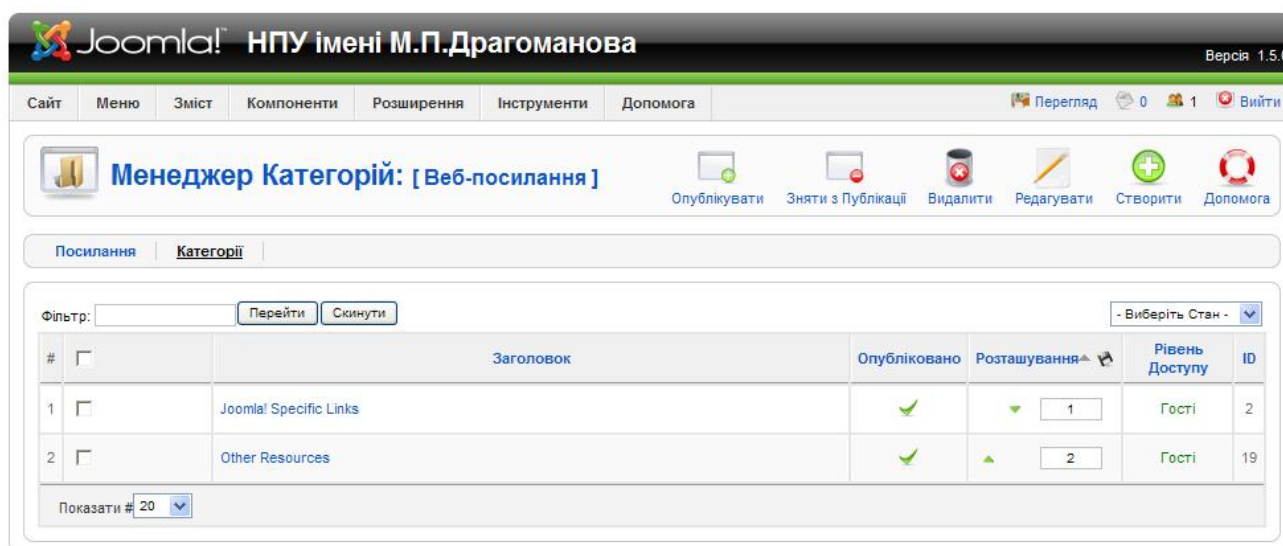 Joomla! НПУ імені М.П.Драгоманова
Версія 1.5.
Сайт Меню Зміст Компоненти Розширення Інструменти Допомога Перегляд 0 1 Вийти
Менеджер Категорій: [ Веб-посилання ]
Опублікувати Зняти з Публікації Видалити Редагувати Створити Допомога
Посилання Категорії
Фільтр: Перейти Скинути - Виберіть Стан -
# Заголовок Опубліковано Розташування Рівень Доступу ID
1 Joomla! Specific Links 1 Гості 2
2 Other Resources 2 Гості 19
Показати # 20